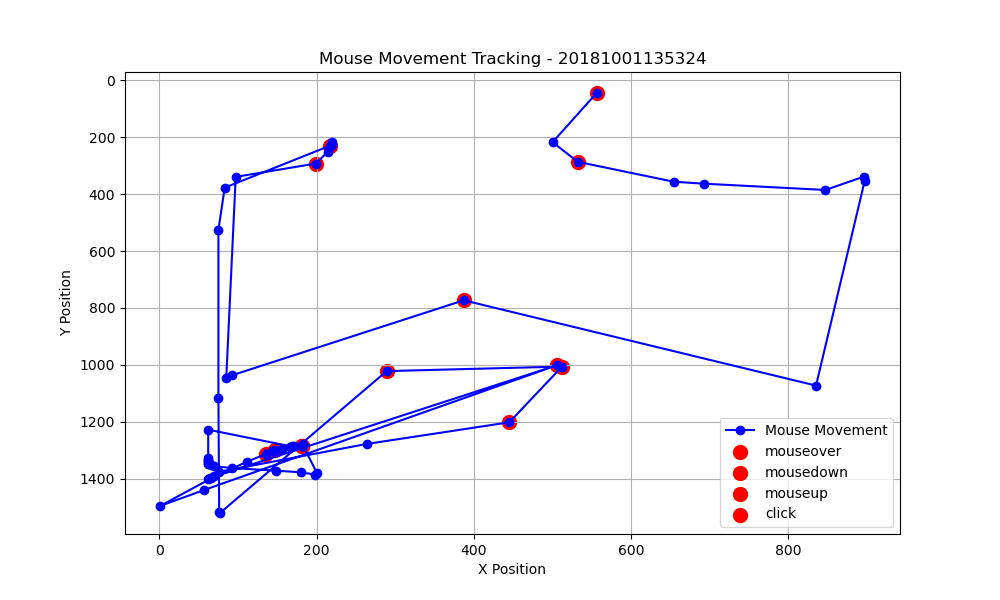 Mouse Movement Tracking - 20181001135324
0
200
400
600
800
1000
1200
1400
Y Position
0 200 400 600 800
X Position
Mouse Movement
mouseover
mousedown
mouseup
click